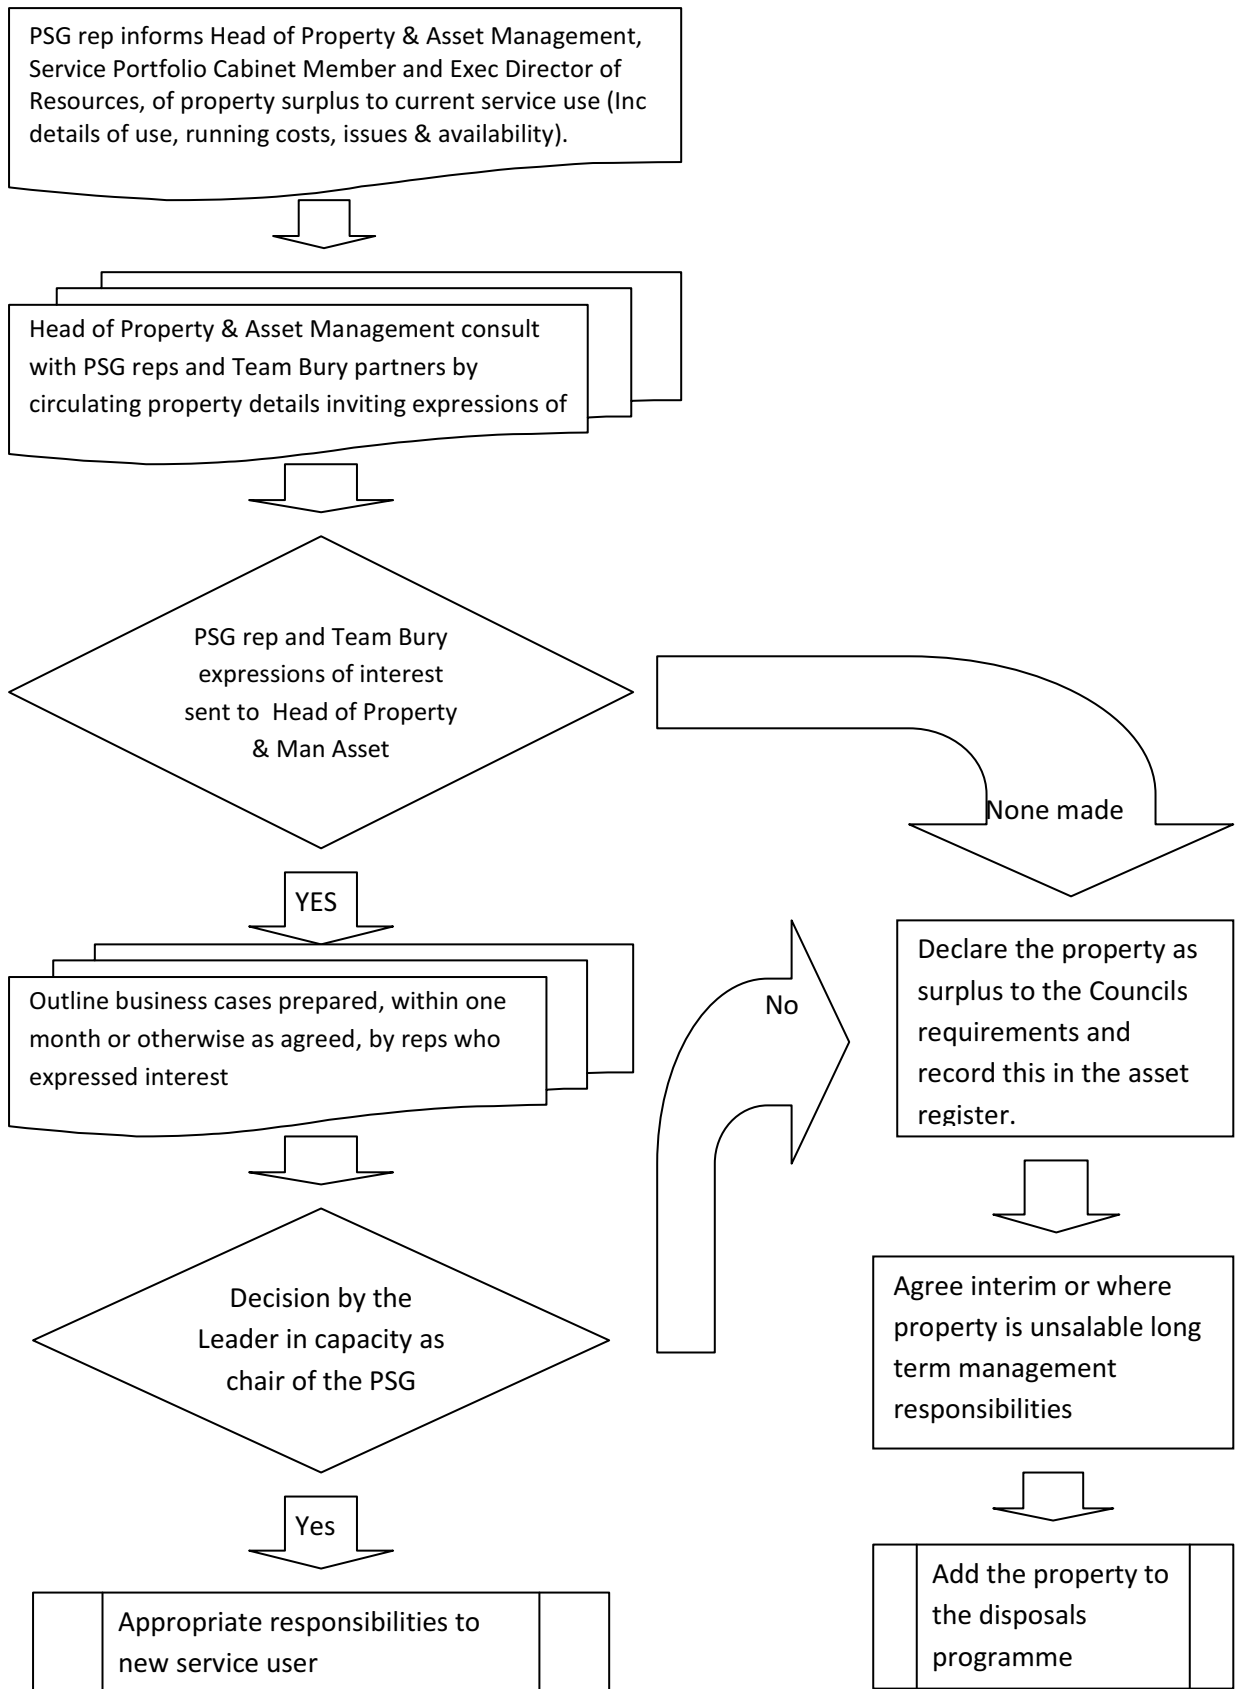 PSG rep informs Head of Property & Asset Management,
Service Portfolio Cabinet Member and Exec Director of
Resources, of property surplus to current service use (Inc
details of use, running costs, issues & availability).
Head of Property & Asset Management consult
with PSG reps and Team Bury partners by
circulating property details inviting expressions of
PSG rep and Team Bury
expressions of interest
sent to Head of Property
& Man Asset
None made
YES
Outline business cases prepared, within one
month or otherwise as agreed, by reps who
expressed interest
No
Declare the property as
surplus to the Councils
requirements and
record this in the asset
register.
Decision by the
Leader in capacity as
chair of the PSG
Agree interim or where
property is unsalable long
term management
responsibilities
Yes
Appropriate responsibilities to
new service user
Add the property to
the disposals
programme